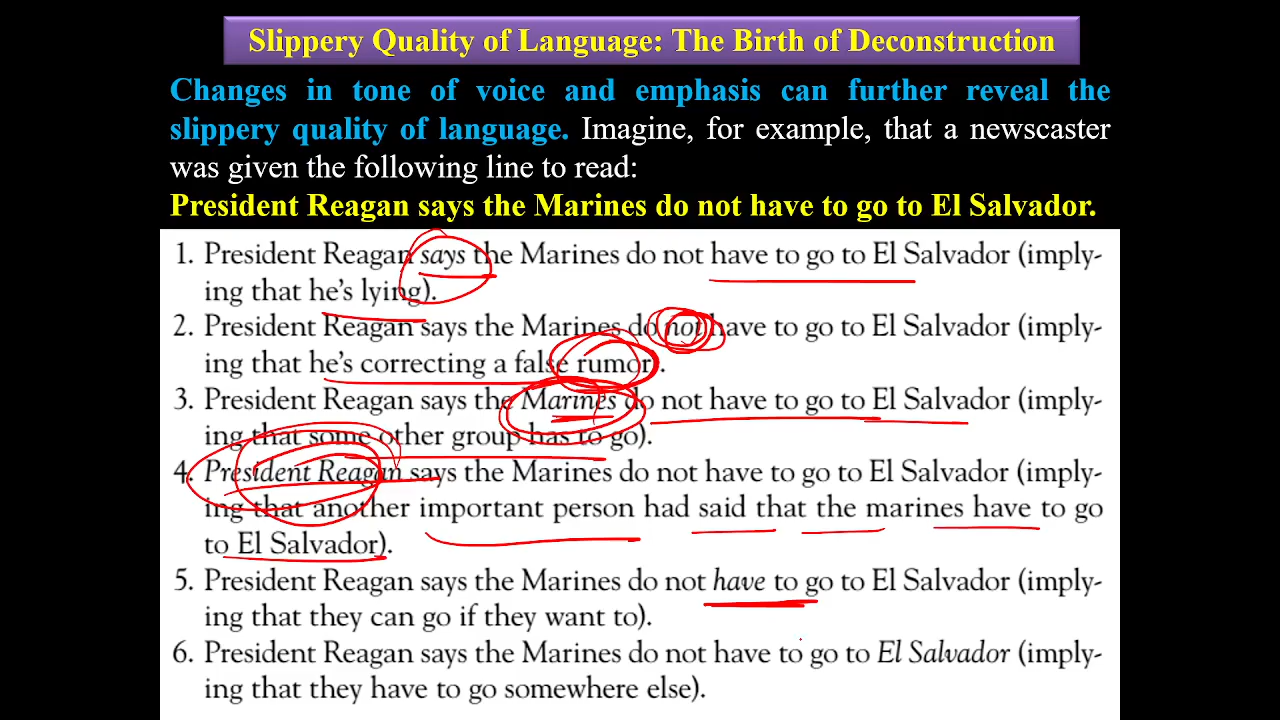 Slippery Quality of Language: The Birth of Deconstruction
Changes in tone of voice and emphasis can further reveal the
slippery quality of language. Imagine, for example, that a newscaster
was given the following line to read:
President Reagan says the Marines do not have to go to El Salvador.
1. President Reagan says the Marines do not have to go to El Salvador (imply-
ing that he's lying).
2. President Reagan says the Marines do not have to go to El Salvador (imply-
ing that he's correcting a false rumor).
3. President Reagan says the Marines do not have to go to El Salvador (imply-
ing that some other group has to go).
4. President Reagan says the Marines do not have to go to El Salvador (imply-
ing that another important person had said that the marines have to go
to El Salvador).
5. President Reagan says the Marines do not have to go to El Salvador (imply-
ing that they can go if they want to).
6. President Reagan says the Marines do not have to go to El Salvador (imply-
ing that they have to go somewhere else).